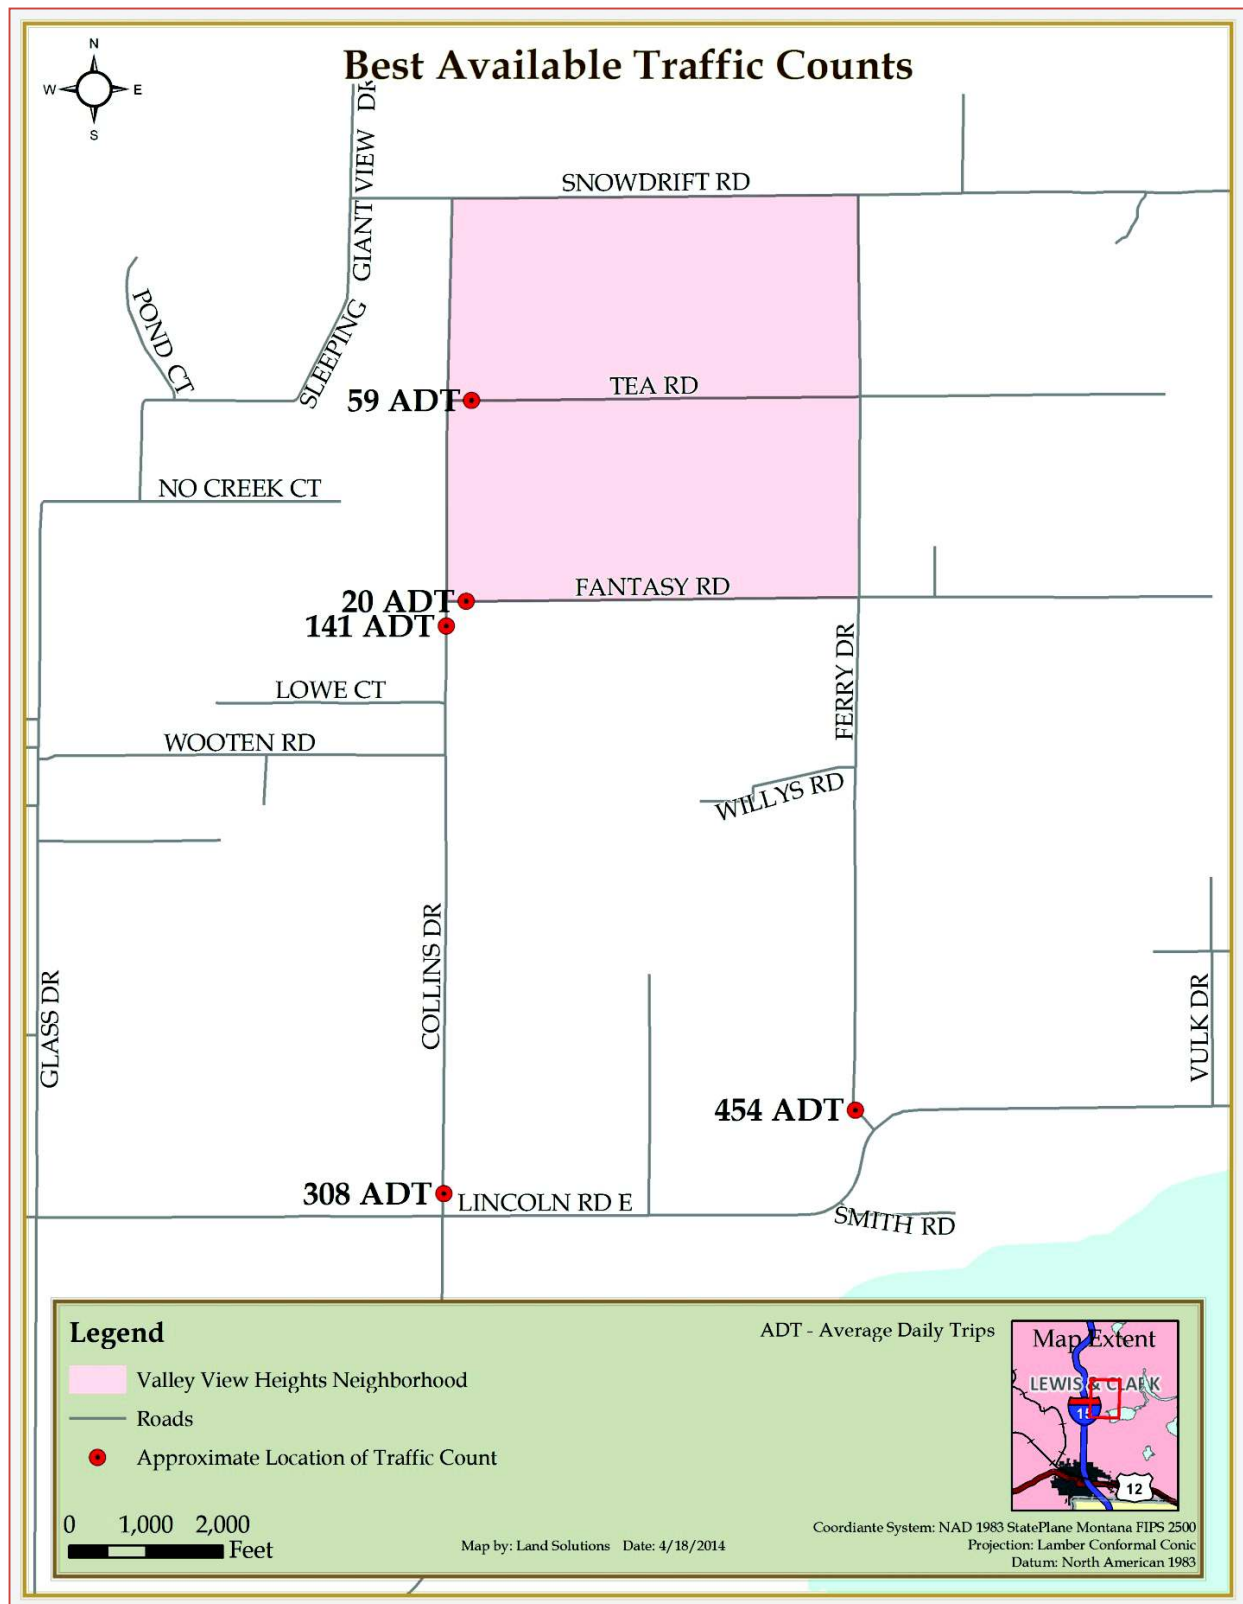 Best Available Traffic Counts
N
W
E
S
SLEEPING GIANT VIEW DR
SNOWDRIFT RD
POND CT
59 ADT
TEA RD
NO CREEK CT
20 ADT
FANTASY RD
141 ADT
FERRY DR
LOWE CT
WOOTEN RD
WILLYS RD
COLLINS DR
GLASS DR
VULK DR
454 ADT
308 ADT
LINCOLN RD E
SMITH RD
Legend
ADT - Average Daily Trips
Valley View Heights Neighborhood
Roads
Approximate Location of Traffic Count
Map Extent
LEWIS & CLARK
15
12
0 1,000 2,000
Feet
Map by: Land Solutions Date: 4/18/2014
Coordiante System: NAD 1983 StatePlane Montana FIPS 2500
Projection: Lamber Conformal Conic
Datum: North American 1983